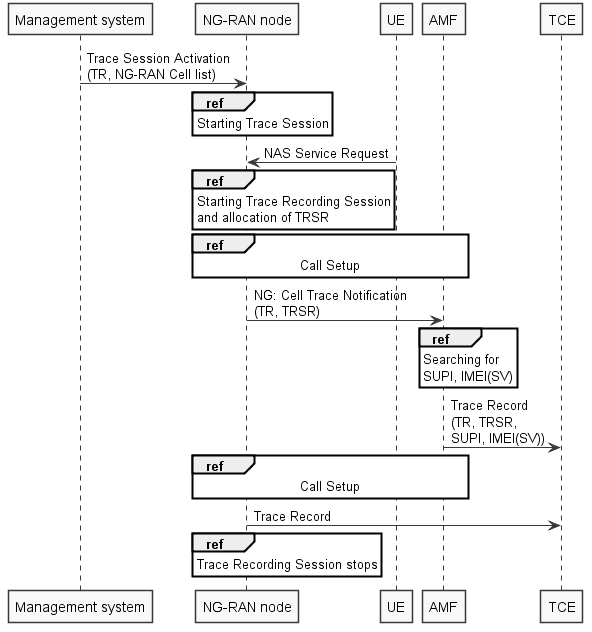 Management system
NG-RAN node
UE
AMF
TCE
Trace Session Activation
(TR, NG-RAN Cell list)
ref
Starting Trace Session
NAS Service Request
ref
Starting Trace Recording Session
and allocation of TRSR
ref
Call Setup
NG: Cell Trace Notification
(TR, TRSR)
ref
Searching for
SUPI, IMEI(SV)
Trace Record
(TR, TRSR,
SUPI, IMEI(SV))
ref
Call Setup
Trace Record
ref
Trace Recording Session stops
Management system
NG-RAN node
UE
AMF
TCE